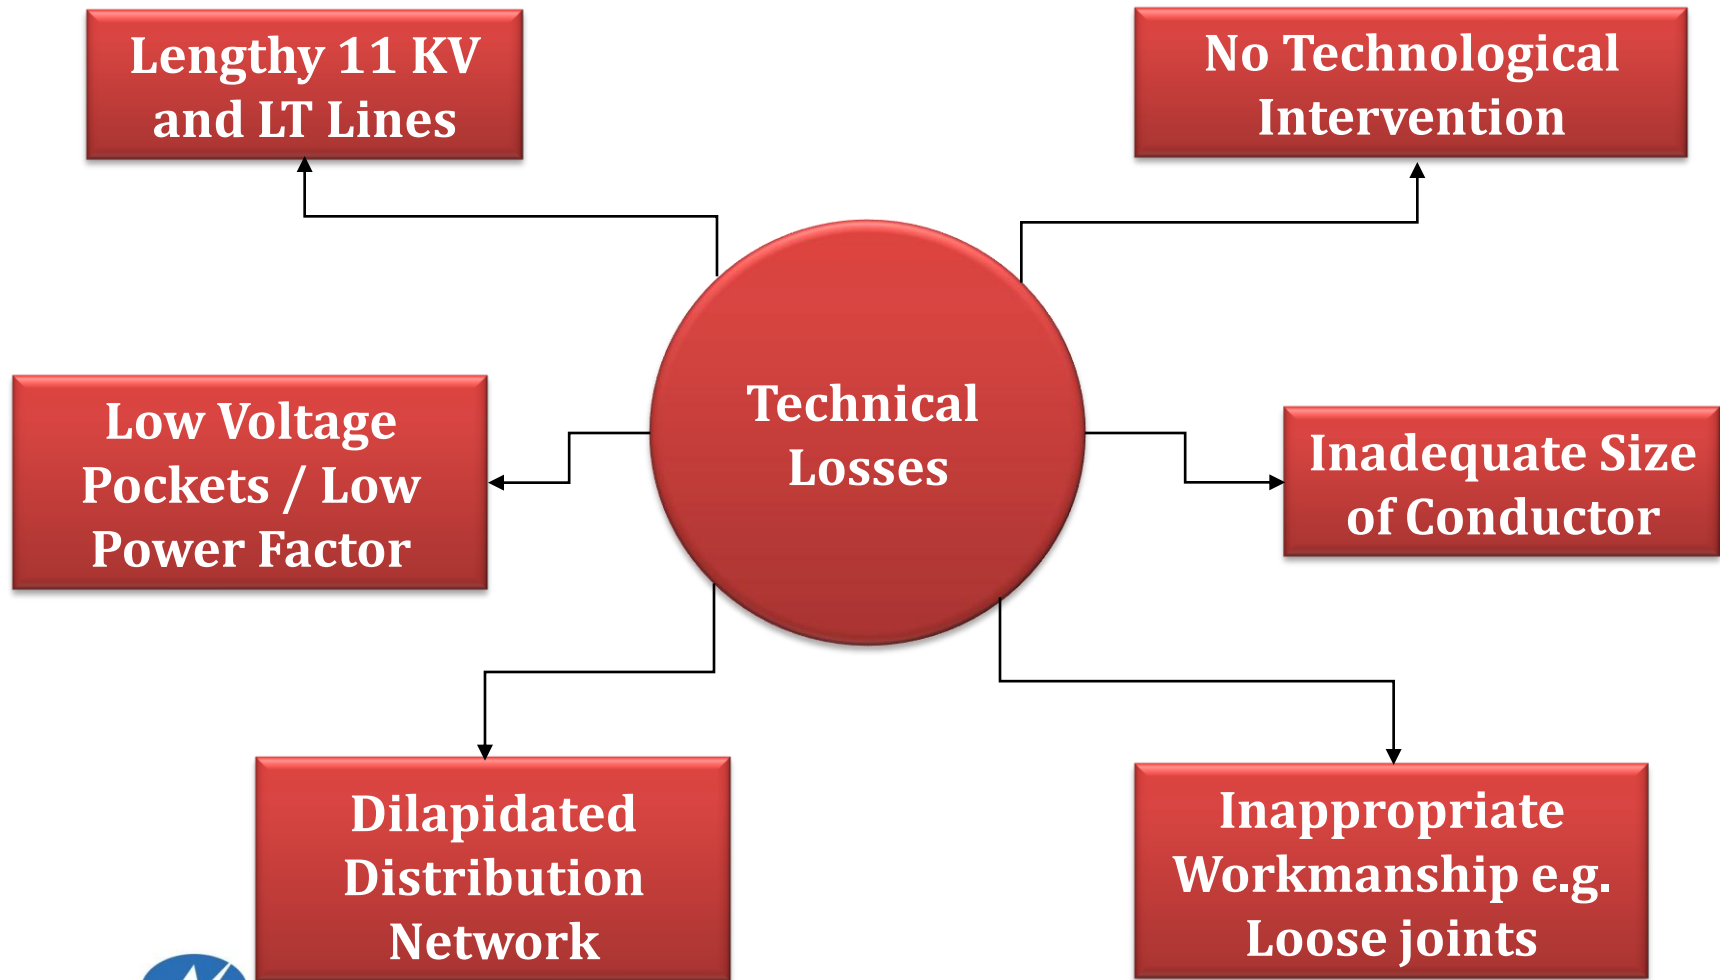 Lengthy 11 KV
and LT Lines
No Technological
Intervention
Technical
Losses
Low Voltage
Pockets / Low
Power Factor
Inadequate Size
of Conductor
Dilapidated
Distribution
Network
Inappropriate
Workmanship e.g.
Loose joints